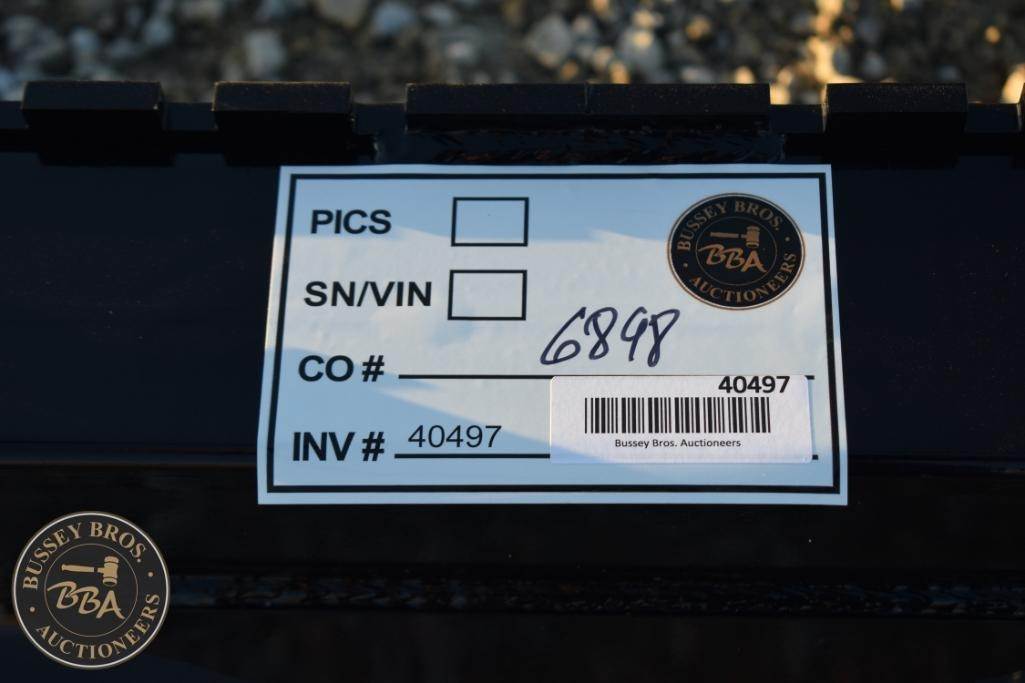 PICS
BUSSEY BROS.
BBA
AUCTIONEERS
SN/VIN
CO # 6898
40497
INV # 40497
Bussey Bros. Auctioneers
BUSSEY BROS.
BBA
AUCTIONEERS